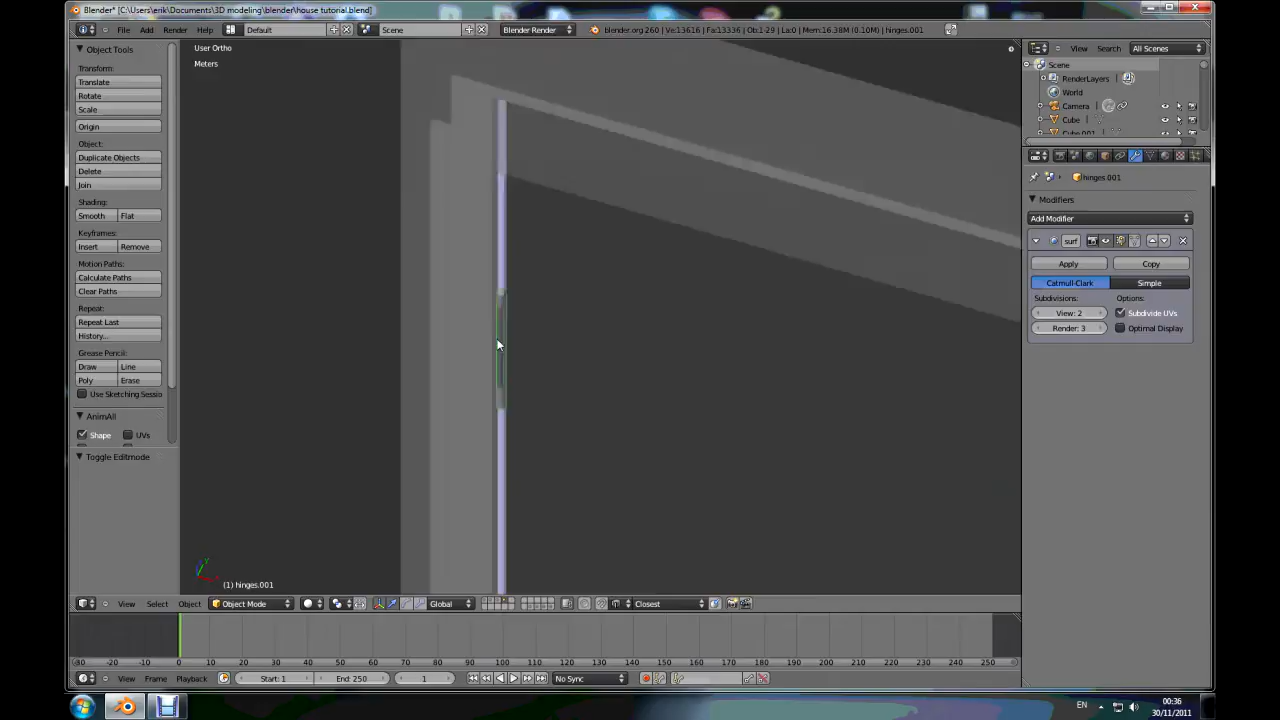 Blender* [C:\Users\erik\Documents\3D modeling\blender\house tutorial.blend]
File Add Render Help Default Scene Blender Render blender.org 260 | Ve:13616 | Fa:13336 | Ob:1-29 | La:0 | Mem:16.38M (0.10M) | hinges.001
Object Tools
Transform:
Translate
Rotate
Scale
Origin
Object:
Duplicate Objects
Delete
Join
Shading:
Smooth Flat
Keyframes:
Insert Remove
Motion Paths:
Calculate Paths
Clear Paths
Repeat:
Repeat Last
History...
Grease Pencil:
Draw Line
Poly Erase
Use Sketching Sessio
AnimAll
Shape UVs
Toggle Editmode
User Ortho
Meters
(1) hinges.001
View Select Object Object Mode Global Closest
View Search All Scenes
Scene
RenderLayers
World
Camera
Cube
Cube.001
hinges.001
Modifiers
Add Modifier
surf
Apply Copy
Catmull-Clark Simple
Subdivisions: Options:
View: 2 Subdivide UVs
Render: 3 Optimal Display
-30 -20 -10 0 10 20 30 40 50 60 70 80 90 100 110 120 130 140 150 160 170 180 190 200 210 220 230 240 250
View Frame Playback Start: 1 End: 250 1 No Sync
EN 00:36
30/11/2011